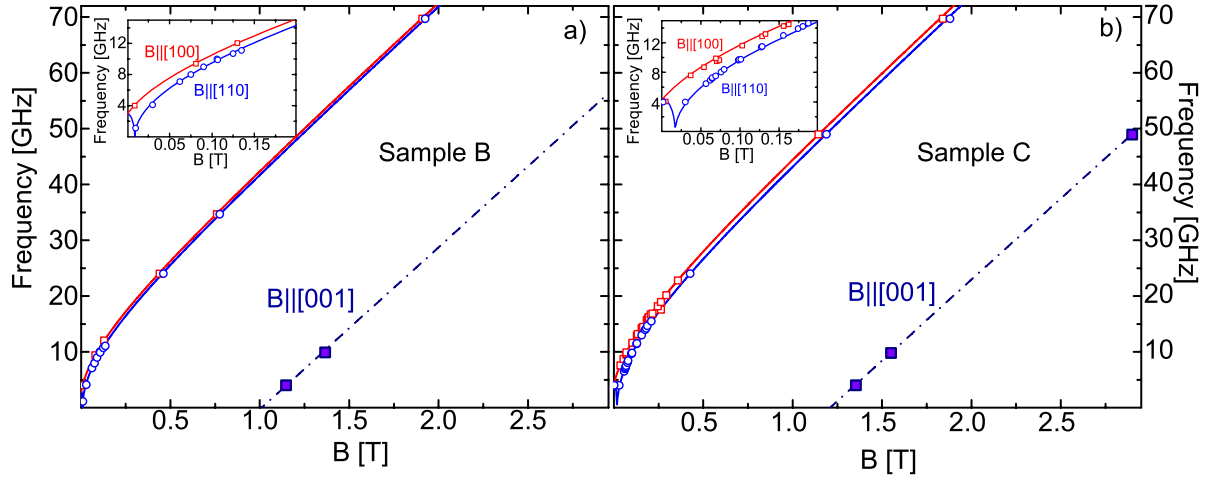 a)
Frequency [GHz]
70
60
50
40
30
20
10
0.5
1.0
1.5
2.0
2.5
B [T]
Sample B
B||[001]
Frequency [GHz]
12
8
4
0.05
0.10
0.15
B [T]
B||[100]
B||[110]
b)
Frequency [GHz]
70
60
50
40
30
20
10
0.5
1.0
1.5
2.0
2.5
B [T]
Sample C
B||[001]
Frequency [GHz]
12
8
4
0.05
0.10
0.15
B [T]
B||[100]
B||[110]